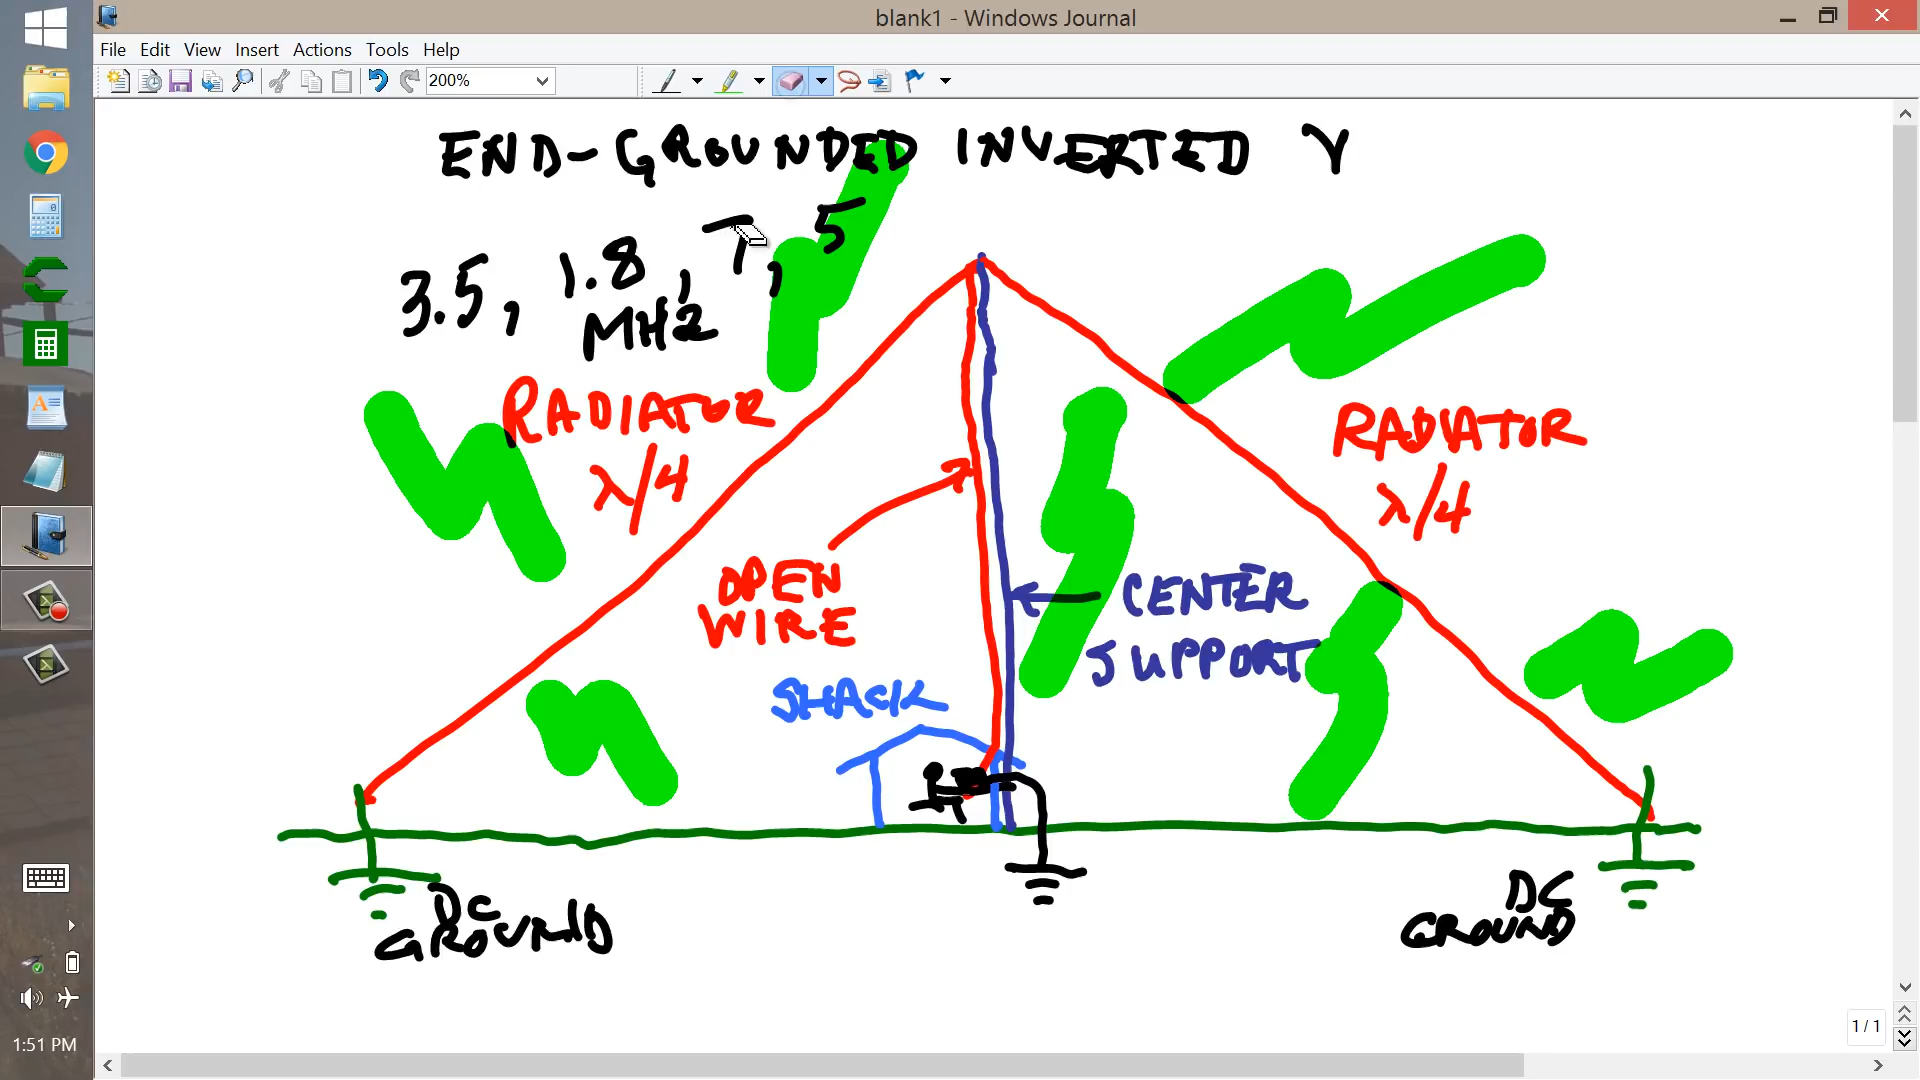 blank1 - Windows Journal
File Edit View Insert Actions Tools Help
200%
END-GROUNDED INVERTED V
3.5, 1.8, 7, 5
MHZ
RADIATOR
λ/4
RADIATOR
λ/4
OPEN
WIRE
CENTER
SUPPORT
SHACK
DC
GROUND
DC
GROUND
1 / 1
1:51 PM